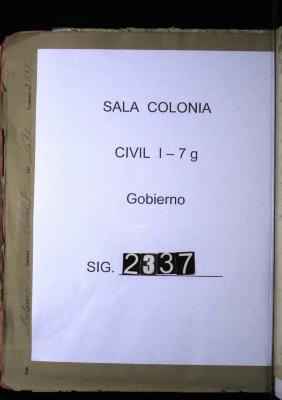 SALA COLONIA
CIVIL I – 7 g
Gobierno
SIG. 2337